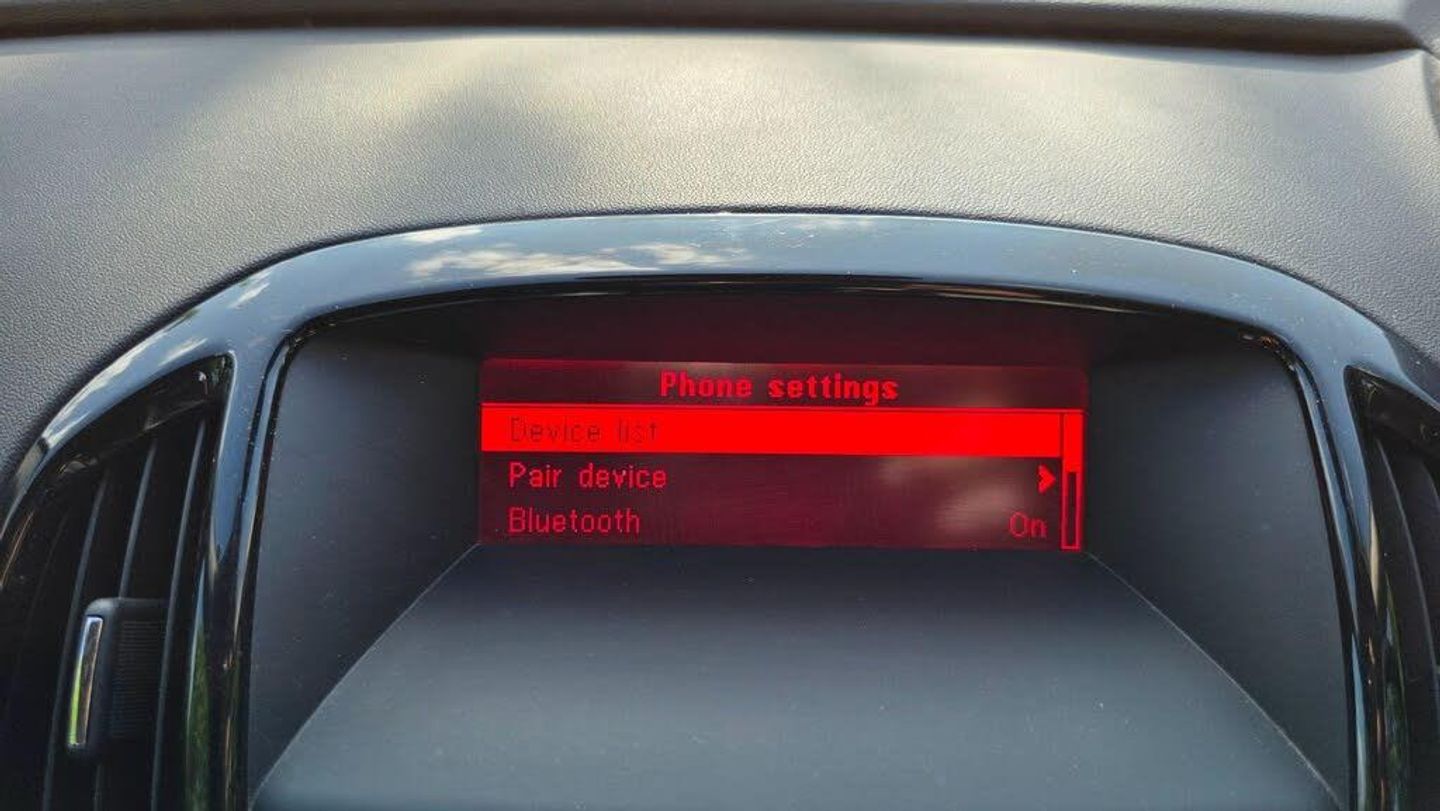 Phone settings
Device list
Pair device
Bluetooth On